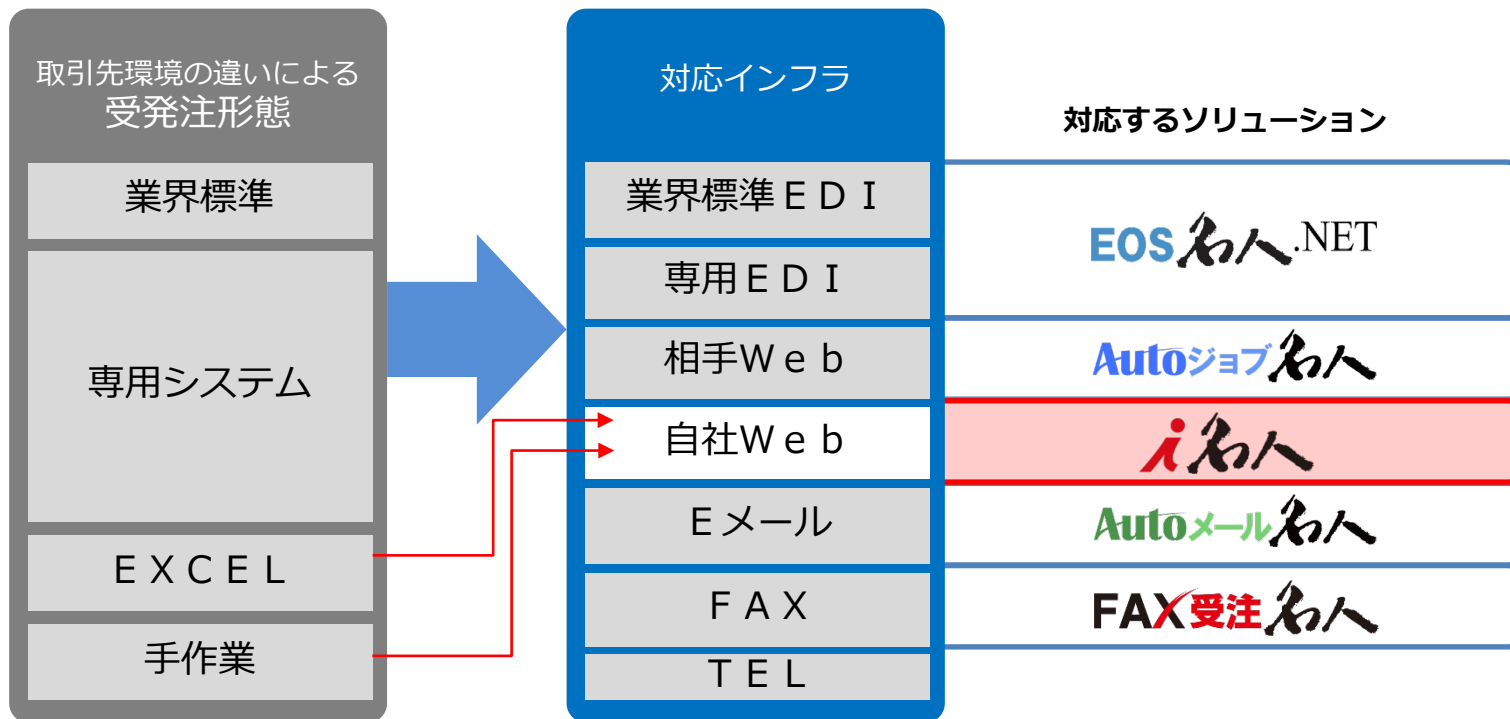 取引先環境の違いによる
受発注形態
業界標準
専用システム
ＥＸＣＥＬ
手作業
対応インフラ
業界標準ＥＤＩ
専用ＥＤＩ
相手Ｗｅｂ
自社Ｗｅｂ
Ｅメール
ＦＡＸ
ＴＥＬ
対応するソリューション
EOS名人.NET
Autoジョブ名人
i名人
Autoメール名人
FAX受注名人